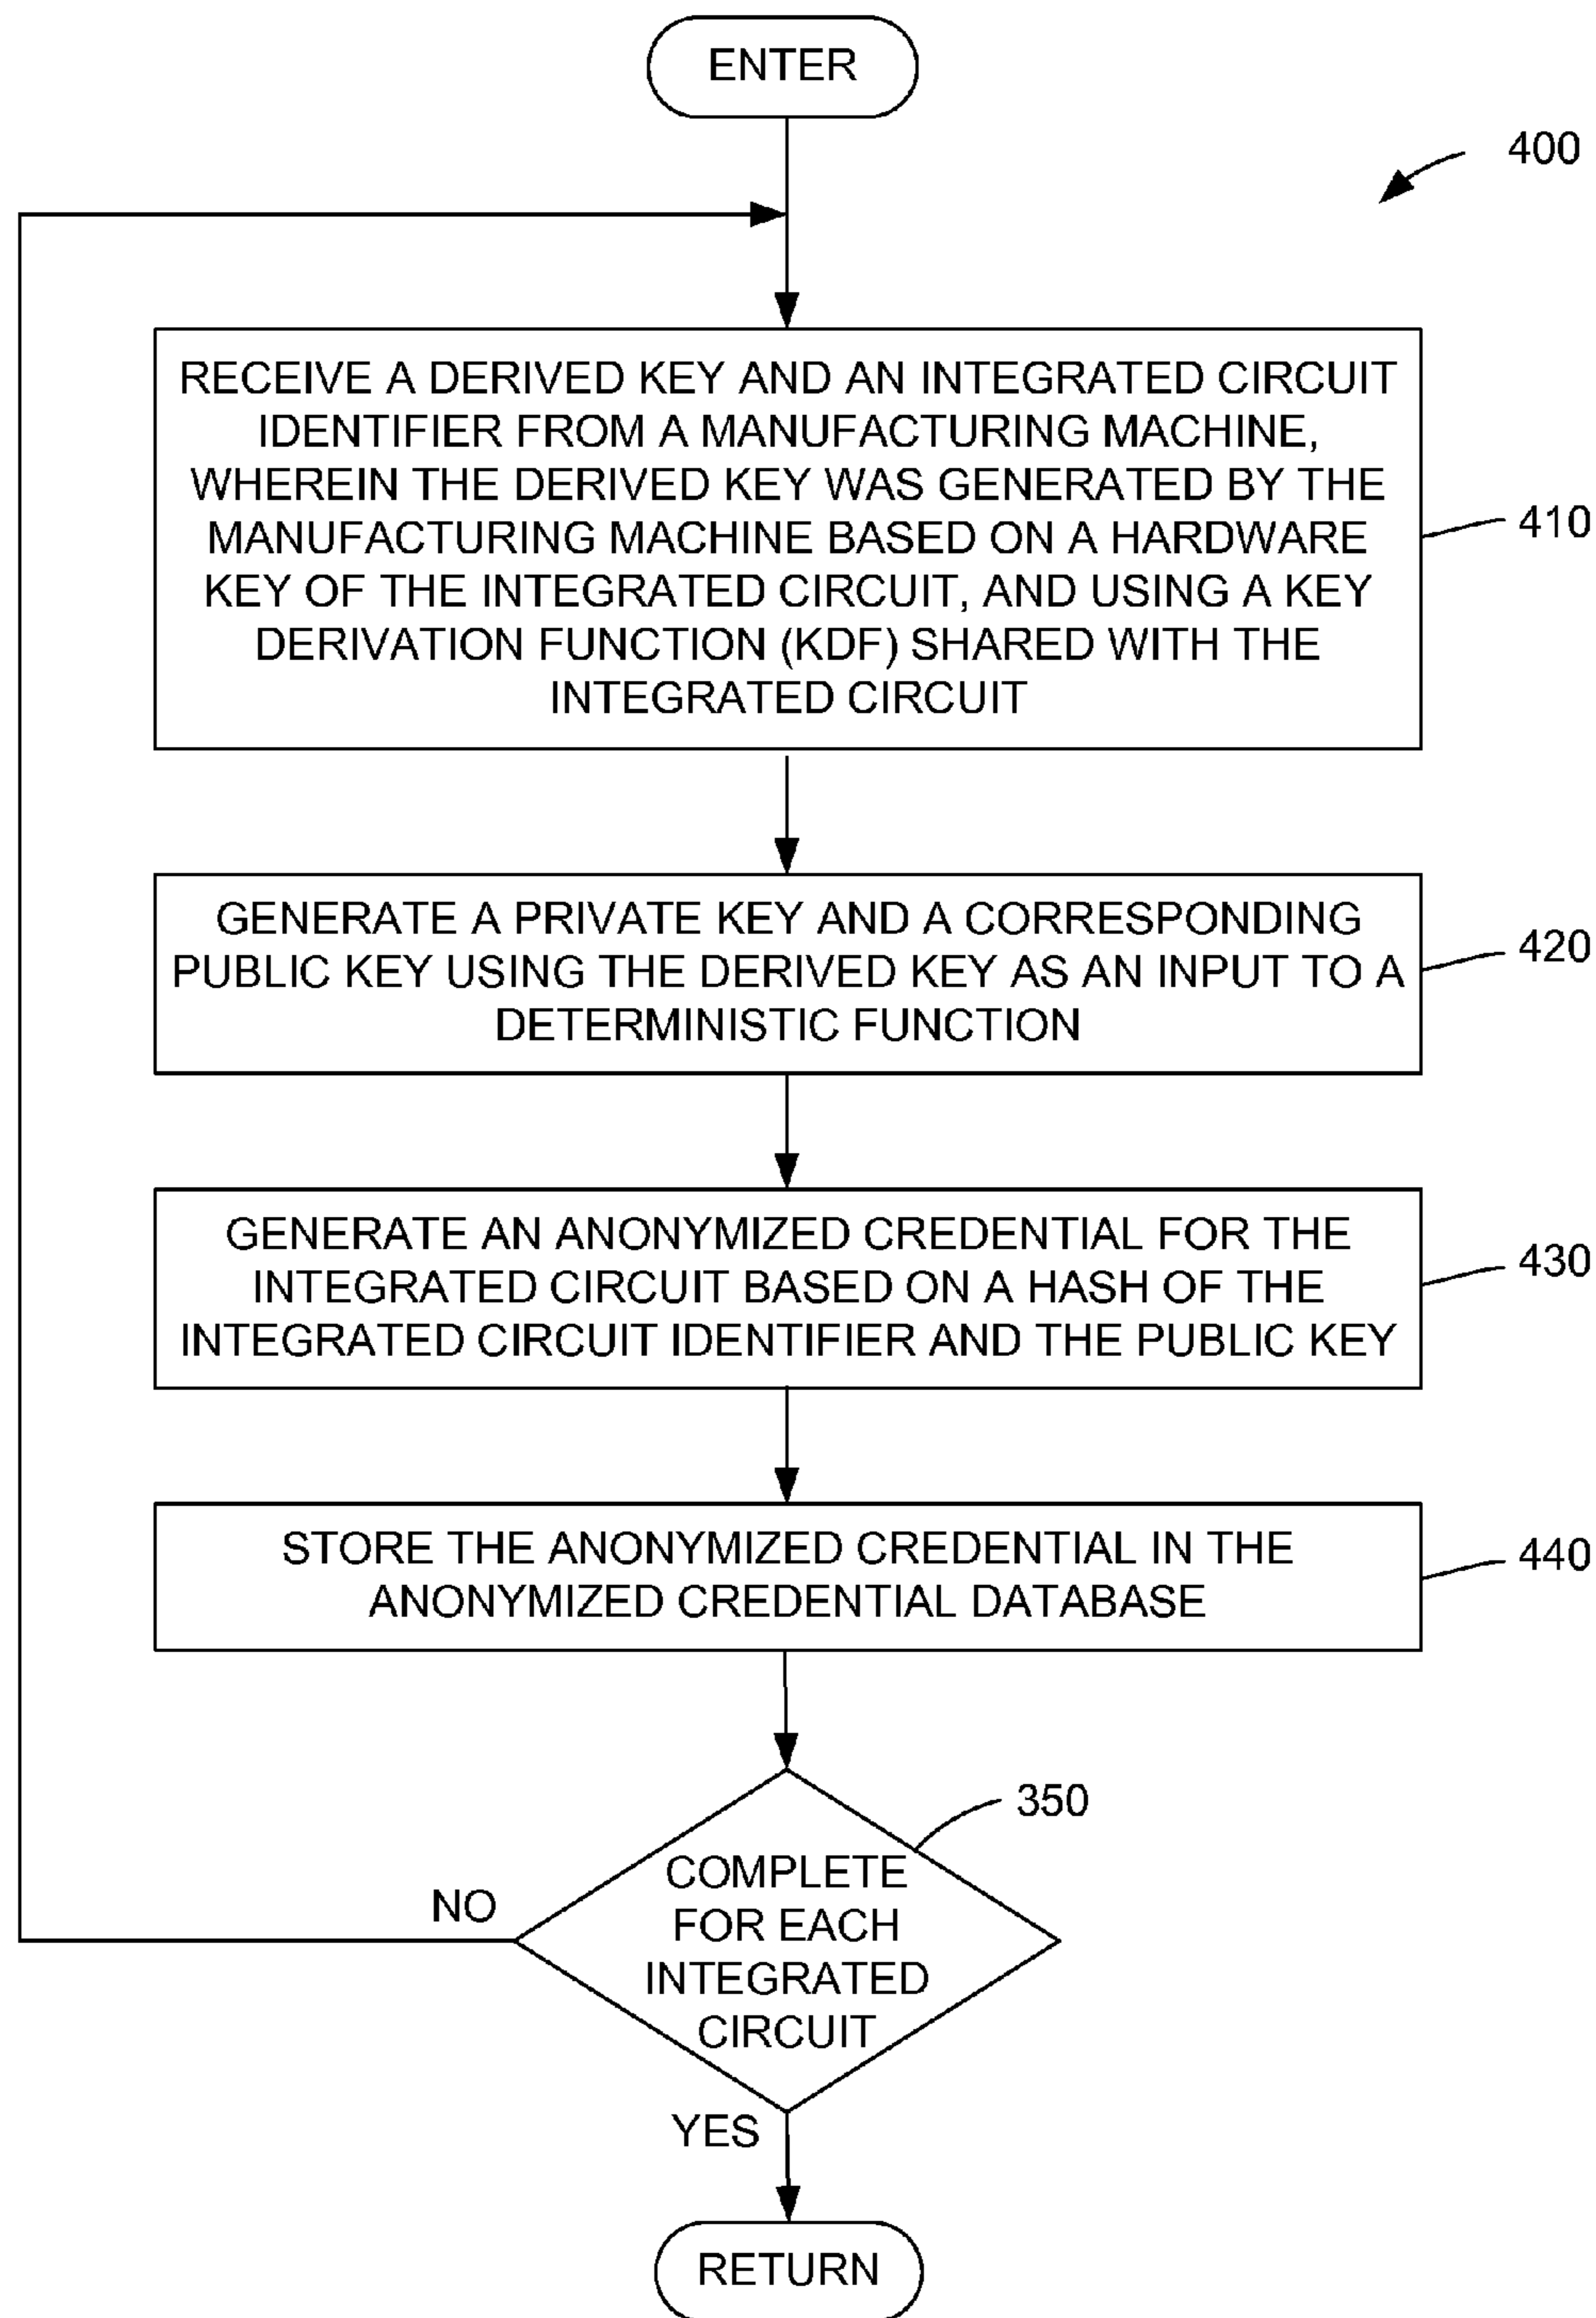 ENTER
400
RECEIVE A DERIVED KEY AND AN INTEGRATED CIRCUIT
IDENTIFIER FROM A MANUFACTURING MACHINE,
WHEREIN THE DERIVED KEY WAS GENERATED BY THE
MANUFACTURING MACHINE BASED ON A HARDWARE
KEY OF THE INTEGRATED CIRCUIT, AND USING A KEY
DERIVATION FUNCTION (KDF) SHARED WITH THE
INTEGRATED CIRCUIT
410
GENERATE A PRIVATE KEY AND A CORRESPONDING
PUBLIC KEY USING THE DERIVED KEY AS AN INPUT TO A
DETERMINISTIC FUNCTION
420
GENERATE AN ANONYMIZED CREDENTIAL FOR THE
INTEGRATED CIRCUIT BASED ON A HASH OF THE
INTEGRATED CIRCUIT IDENTIFIER AND THE PUBLIC KEY
430
STORE THE ANONYMIZED CREDENTIAL IN THE
ANONYMIZED CREDENTIAL DATABASE
440
350
COMPLETE
FOR EACH
INTEGRATED
CIRCUIT
NO
YES
RETURN